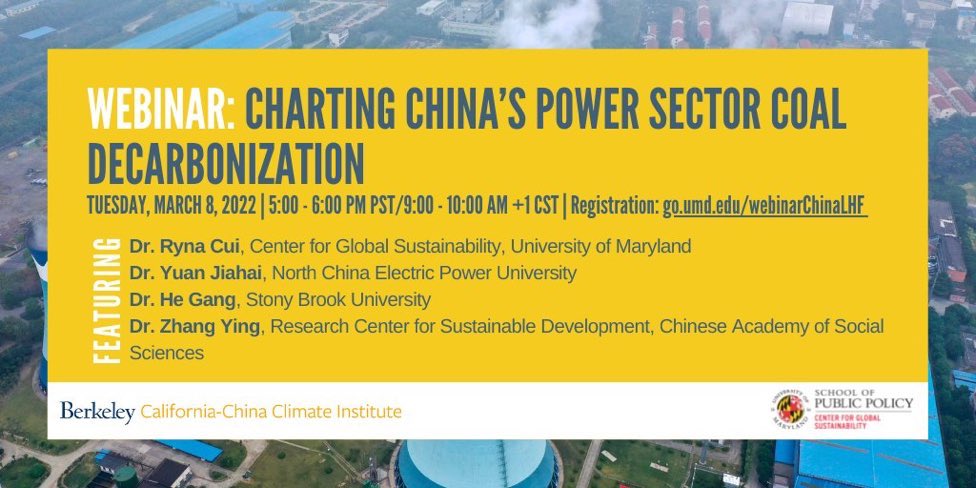 WEBINAR: CHARTING CHINA'S POWER SECTOR COAL
DECARBONIZATION
TUESDAY, MARCH 8, 2022 | 5:00 - 6:00 PM PST/9:00 - 10:00 AM +1 CST | Registration: go.umd.edu/webinarChinaLHF
FEATURING
Dr. Ryna Cui, Center for Global Sustainability, University of Maryland
Dr. Yuan Jiahai, North China Electric Power University
Dr. He Gang, Stony Brook University
Dr. Zhang Ying, Research Center for Sustainable Development, Chinese Academy of Social
Sciences
Berkeley California-China Climate Institute
UNIVERSITY OF
MARYLAND
SCHOOL OF
PUBLIC POLICY
CENTER FOR GLOBAL
SUSTAINABILITY